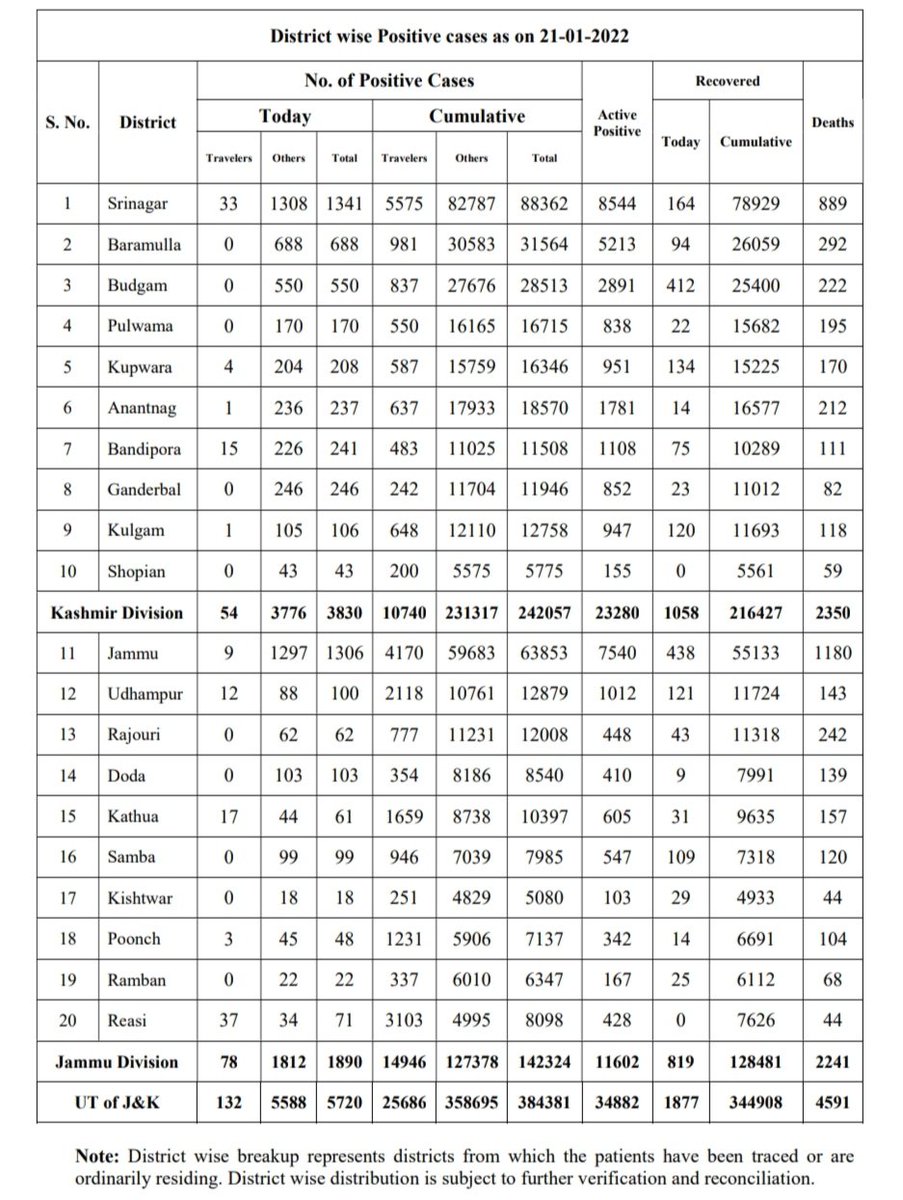 District wise Positive cases as on 21-01-2022
S. No. District No. of Positive Cases Active Positive Recovered Deaths
Today Cumulative Today Cumulative
Travelers Others Total Travelers Others Total
1 Srinagar 33 1308 1341 5575 82787 88362 8544 164 78929 889
2 Baramulla 0 688 688 981 30583 31564 5213 94 26059 292
3 Budgam 0 550 550 837 27676 28513 2891 412 25400 222
4 Pulwama 0 170 170 550 16165 16715 838 22 15682 195
5 Kupwara 4 204 208 587 15759 16346 951 134 15225 170
6 Anantnag 1 236 237 637 17933 18570 1781 14 16577 212
7 Bandipora 15 226 241 483 11025 11508 1108 75 10289 111
8 Ganderbal 0 246 246 242 11704 11946 852 23 11012 82
9 Kulgam 1 105 106 648 12110 12758 947 120 11693 118
10 Shopian 0 43 43 200 5575 5775 155 0 5561 59
Kashmir Division 54 3776 3830 10740 231317 242057 23280 1058 216427 2350
11 Jammu 9 1297 1306 4170 59683 63853 7540 438 55133 1180
12 Udhampur 12 88 100 2118 10761 12879 1012 121 11724 143
13 Rajouri 0 62 62 777 11231 12008 448 43 11318 242
14 Doda 0 103 103 354 8186 8540 410 9 7991 139
15 Kathua 17 44 61 1659 8738 10397 605 31 9635 157
16 Samba 0 99 99 946 7039 7985 547 109 7318 120
17 Kishtwar 0 18 18 251 4829 5080 103 29 4933 44
18 Poonch 3 45 48 1231 5906 7137 342 14 6691 104
19 Ramban 0 22 22 337 6010 6347 167 25 6112 68
20 Reasi 37 34 71 3103 4995 8098 428 0 7626 44
Jammu Division 78 1812 1890 14946 127378 142324 11602 819 128481 2241
UT of J&K 132 5588 5720 25686 358695 384381 34882 1877 344908 4591
Note: District wise breakup represents districts from which the patients have been traced or are
ordinarily residing. District wise distribution is subject to further verification and reconciliation.